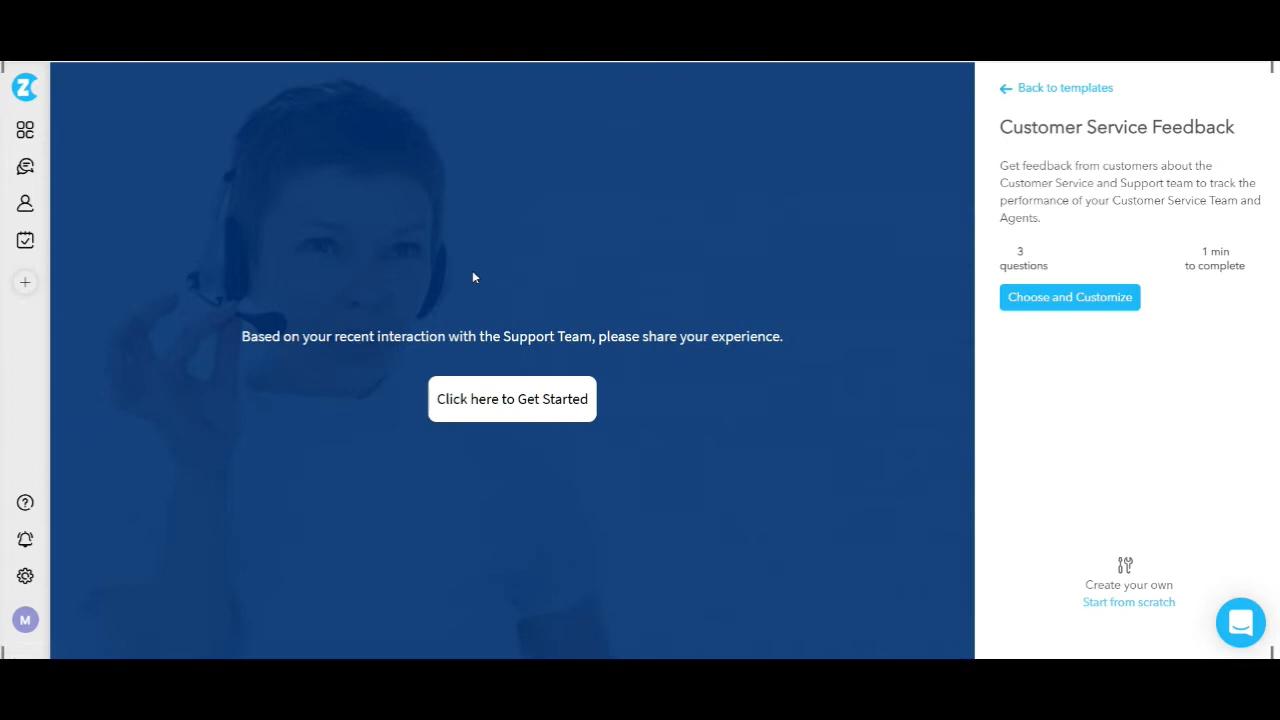 Back to templates
Customer Service Feedback
Get feedback from customers about the
Customer Service and Support team to track the
performance of your Customer Service Team and
Agents.
3
questions
1 min
to complete
Choose and Customize
Based on your recent interaction with the Support Team, please share your experience.
Click here to Get Started
Create your own
Start from scratch
M